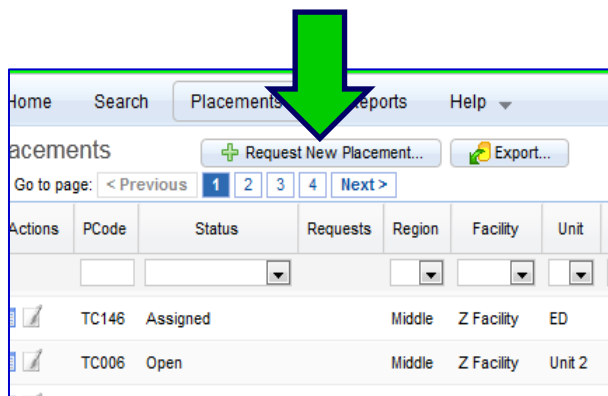 Home Search Placements Reports Help
acements Request New Placement... Export...
Go to page: < Previous 1 2 3 4 Next >
Actions PCode Status Requests Region Facility Unit
TC146 Assigned Middle Z Facility ED
TC006 Open Middle Z Facility Unit 2